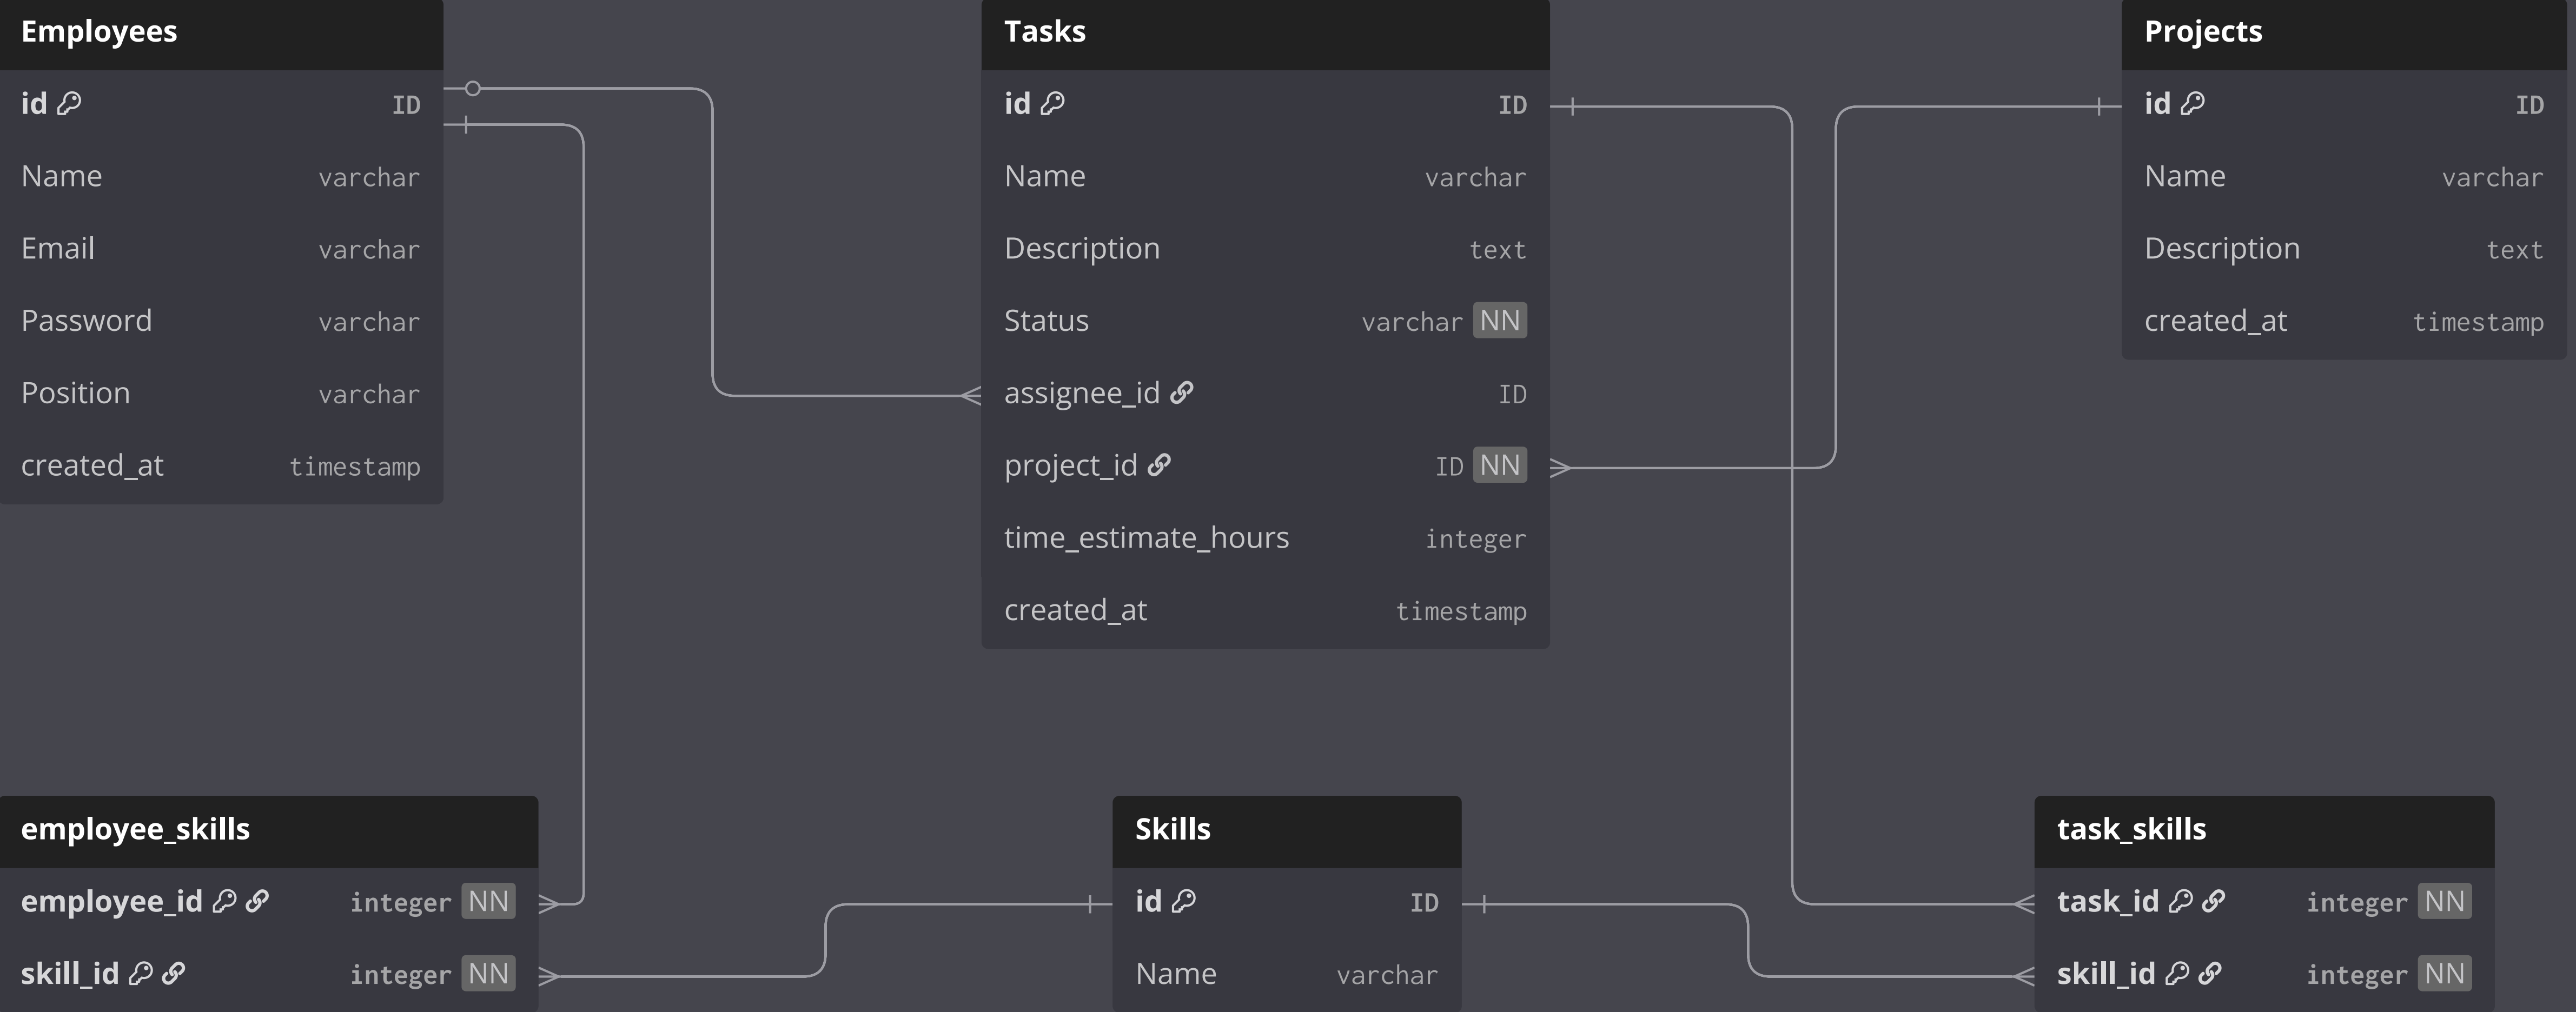 Employees
id ID
Name varchar
Email varchar
Password varchar
Position varchar
created_at timestamp
Tasks
id ID
Name varchar
Description text
Status varchar NN
assignee_id ID
project_id ID NN
time_estimate_hours integer
created_at timestamp
Projects
id ID
Name varchar
Description text
created_at timestamp
employee_skills
employee_id integer NN
skill_id integer NN
Skills
id ID
Name varchar
task_skills
task_id integer NN
skill_id integer NN